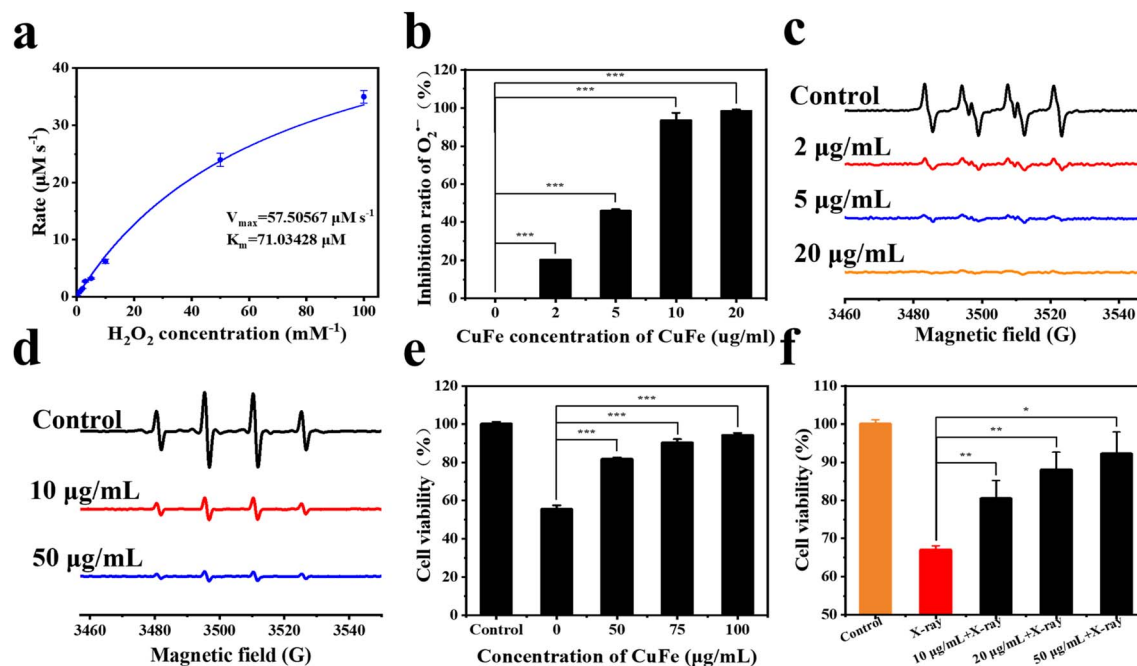 a
Rate (μM s⁻¹)
40
30
20
10
0
Vmax=57.50567 μM s⁻¹
Km=71.03428 μM
0 20 40 60 80 100
H₂O₂ concentration (mM⁻¹)
b
Inhibition ratio of O₂•− (%)
120
100
80
60
40
20
0
***
***
***
***
0 2 5 10 20
CuFe concentration of CuFe (ug/ml)
c
Control
2 μg/mL
5 μg/mL
20 μg/mL
3460 3480 3500 3520 3540
Magnetic field (G)
d
Control
10 μg/mL
50 μg/mL
3460 3480 3500 3520 3540
Magnetic field (G)
e
Cell viability (%)
120
100
80
60
40
20
0
***
***
***
Control 0 50 75 100
Concentration of CuFe (μg/mL)
f
Cell viability (%)
110
100
90
80
70
60
50
*
**
**
Control
X-ray
10 μg/mL+X-ray
20 μg/mL+X-ray
50 μg/mL+X-ray